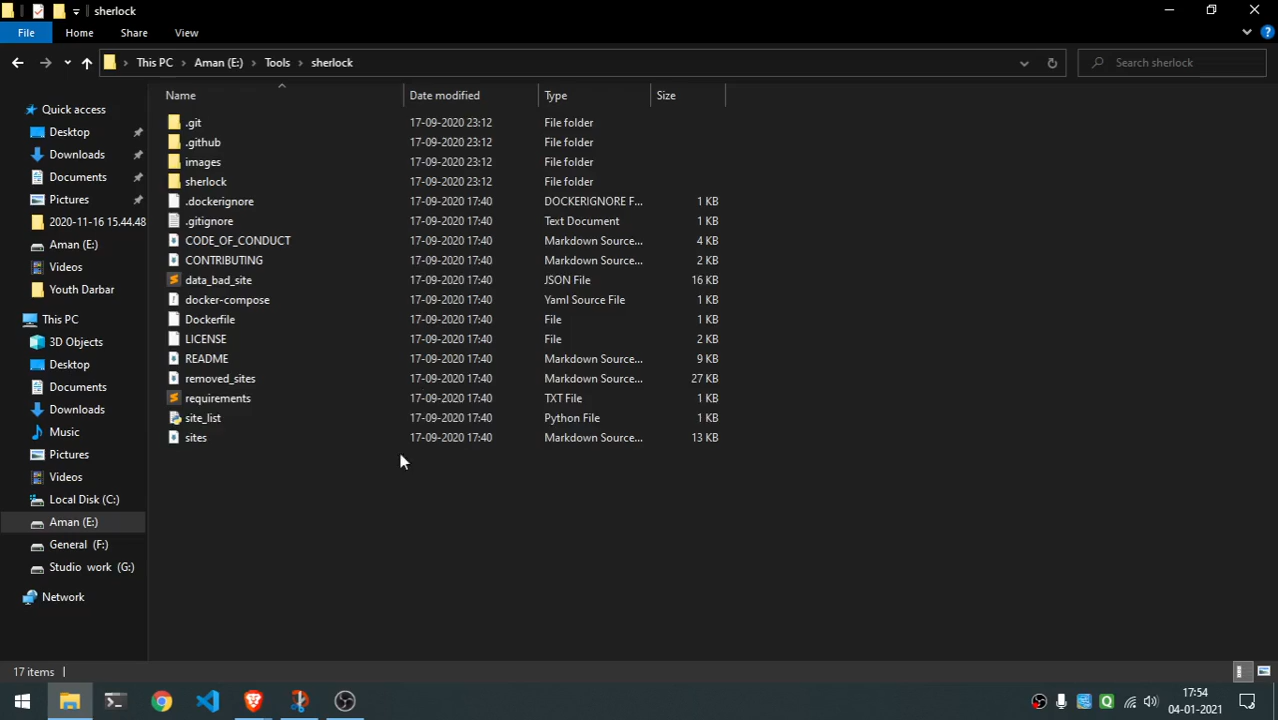 sherlock
File Home Share View
This PC Aman (E:) Tools sherlock Search sherlock
Name Date modified Type Size
Quick access
Desktop
Downloads
Documents
Pictures
2020-11-16 15.44.48
Aman (E:)
Videos
Youth Darbar
This PC
3D Objects
Desktop
Documents
Downloads
Music
Pictures
Videos
Local Disk (C:)
Aman (E:)
General (F:)
Studio work (G:)
Network
.git 17-09-2020 23:12 File folder
.github 17-09-2020 23:12 File folder
images 17-09-2020 23:12 File folder
sherlock 17-09-2020 23:12 File folder
.dockerignore 17-09-2020 17:40 DOCKERIGNORE F... 1 KB
.gitignore 17-09-2020 17:40 Text Document 1 KB
CODE_OF_CONDUCT 17-09-2020 17:40 Markdown Source... 4 KB
CONTRIBUTING 17-09-2020 17:40 Markdown Source... 2 KB
data_bad_site 17-09-2020 17:40 JSON File 16 KB
docker-compose 17-09-2020 17:40 Yaml Source File 1 KB
Dockerfile 17-09-2020 17:40 File 1 KB
LICENSE 17-09-2020 17:40 File 2 KB
README 17-09-2020 17:40 Markdown Source... 9 KB
removed_sites 17-09-2020 17:40 Markdown Source... 27 KB
requirements 17-09-2020 17:40 TXT File 1 KB
site_list 17-09-2020 17:40 Python File 1 KB
sites 17-09-2020 17:40 Markdown Source... 13 KB
17 items
17:54
04-01-2021